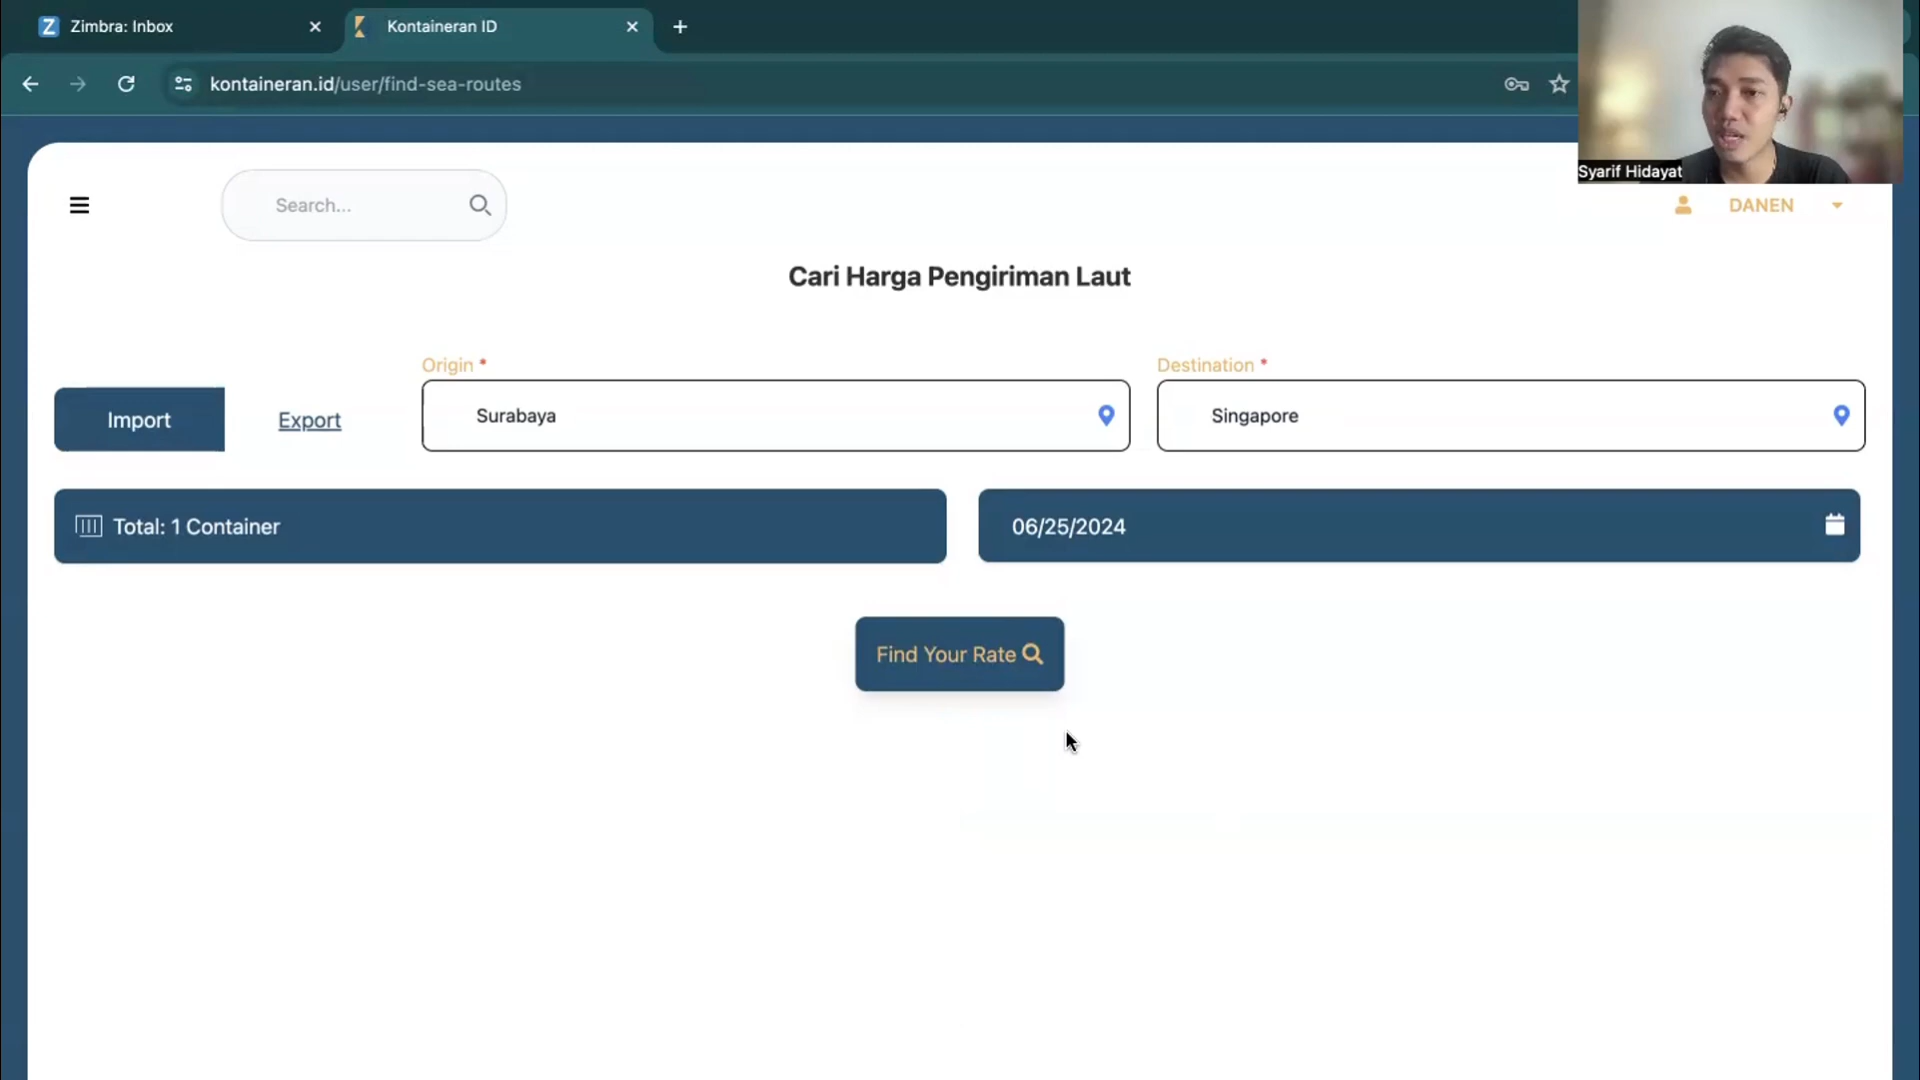 Zimbra: Inbox
Kontaineran ID
kontaineran.id/user/find-sea-routes
Syarif Hidayat
Search...
DANEN
Cari Harga Pengiriman Laut
Origin *
Destination *
Import
Export
Surabaya
Singapore
Total: 1 Container
06/25/2024
Find Your Rate